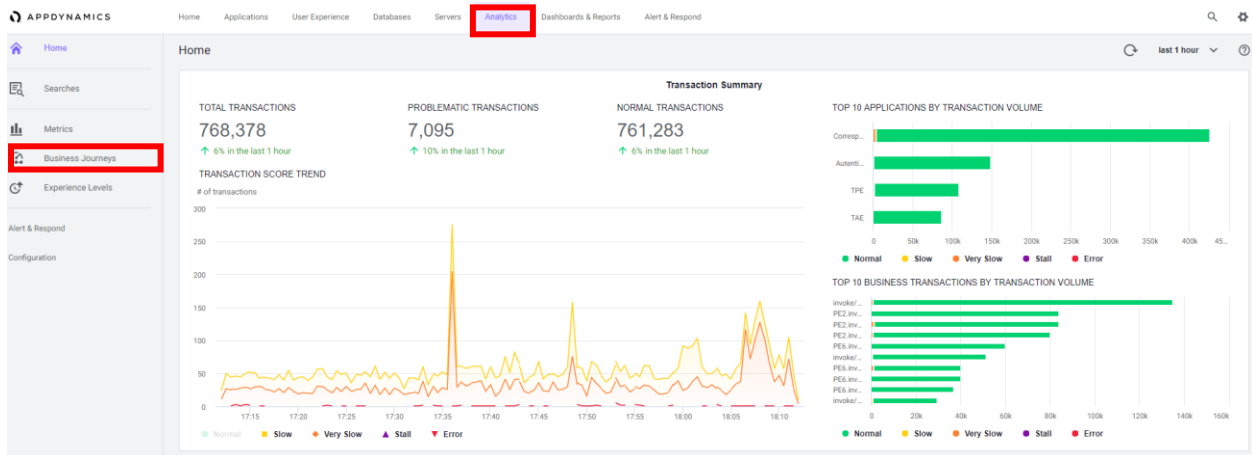 APPDYNAMICS
Home Applications User Experience Databases Servers Analytics Dashboards & Reports Alert & Respond
Home
Searches
Metrics
Business Journeys
Experience Levels
Alert & Respond
Configuration
Home
last 1 hour
Transaction Summary
TOTAL TRANSACTIONS
768,378
6% in the last 1 hour
PROBLEMATIC TRANSACTIONS
7,095
10% in the last 1 hour
NORMAL TRANSACTIONS
761,283
6% in the last 1 hour
TRANSACTION SCORE TREND
# of transactions
300
250
200
150
100
50
0
17:15 17:20 17:25 17:30 17:35 17:40 17:45 17:50 17:55 18:00 18:05 18:10
Normal Slow Very Slow Stall Error
TOP 10 APPLICATIONS BY TRANSACTION VOLUME
Corresp...
Autenti...
TPE
TAE
0 50k 100k 150k 200k 250k 300k 350k 400k 45...
Normal Slow Very Slow Stall Error
TOP 10 BUSINESS TRANSACTIONS BY TRANSACTION VOLUME
invoke/...
PE2.inv...
PE2.inv...
PE2.inv...
PE6.inv...
invoke/...
PE6.inv...
PE6.inv...
PE6.inv...
invoke/...
0 20k 40k 60k 80k 100k 120k 140k 160k
Normal Slow Very Slow Stall Error